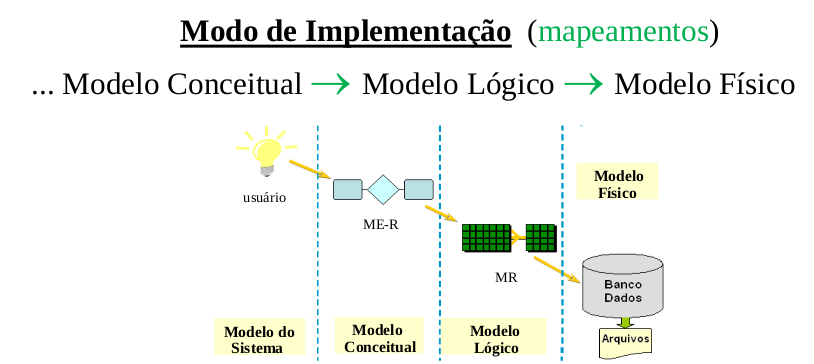 Modo de Implementação (mapeamentos)
... Modelo Conceitual → Modelo Lógico → Modelo Físico
usuário
ME-R
MR
Modelo
Físico
Banco
Dados
Arquivos
Modelo do
Sistema
Modelo
Conceitual
Modelo
Lógico